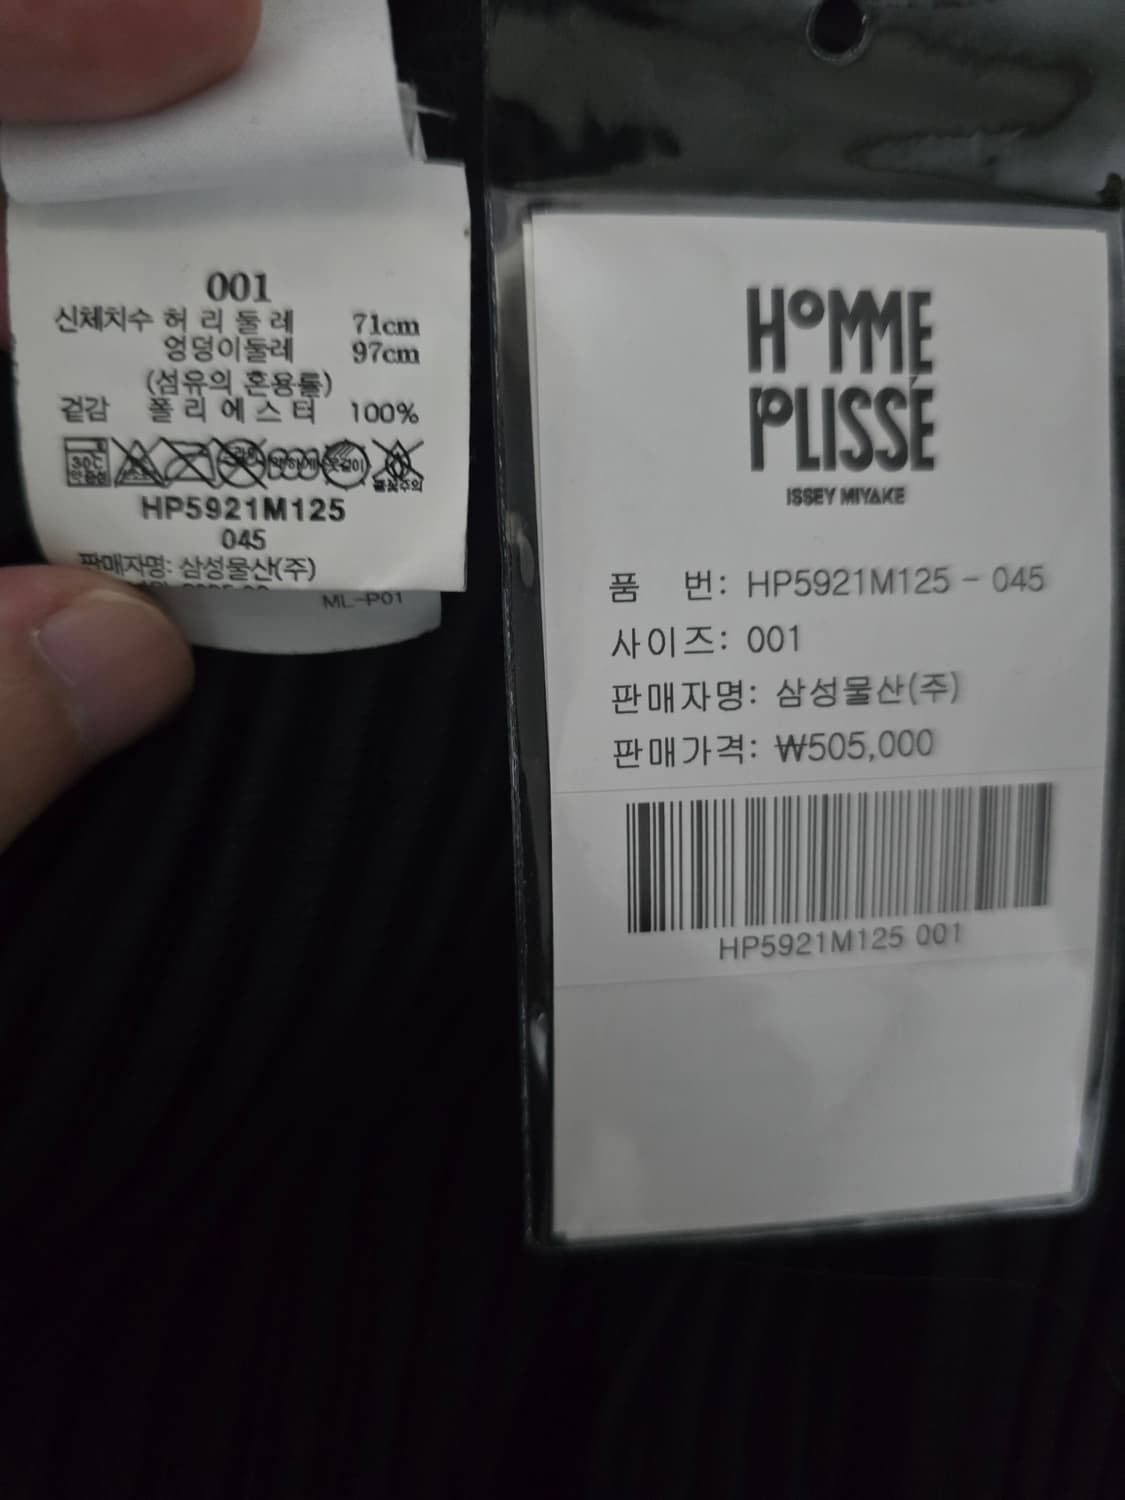 001
신체치수 허리둘레 71cm
엉덩이둘레 97cm
(섬유의 혼용률)
겉감 폴리에스터 100%
30℃
HP5921M125
045
판매자명: 삼성물산(주)
ML-P01
HOMME
PLISSÉ
ISSEY MIYAKE
품 번: HP5921M125 - 045
사이즈: 001
판매자명: 삼성물산(주)
판매가격: ₩505,000
HP5921M125 001